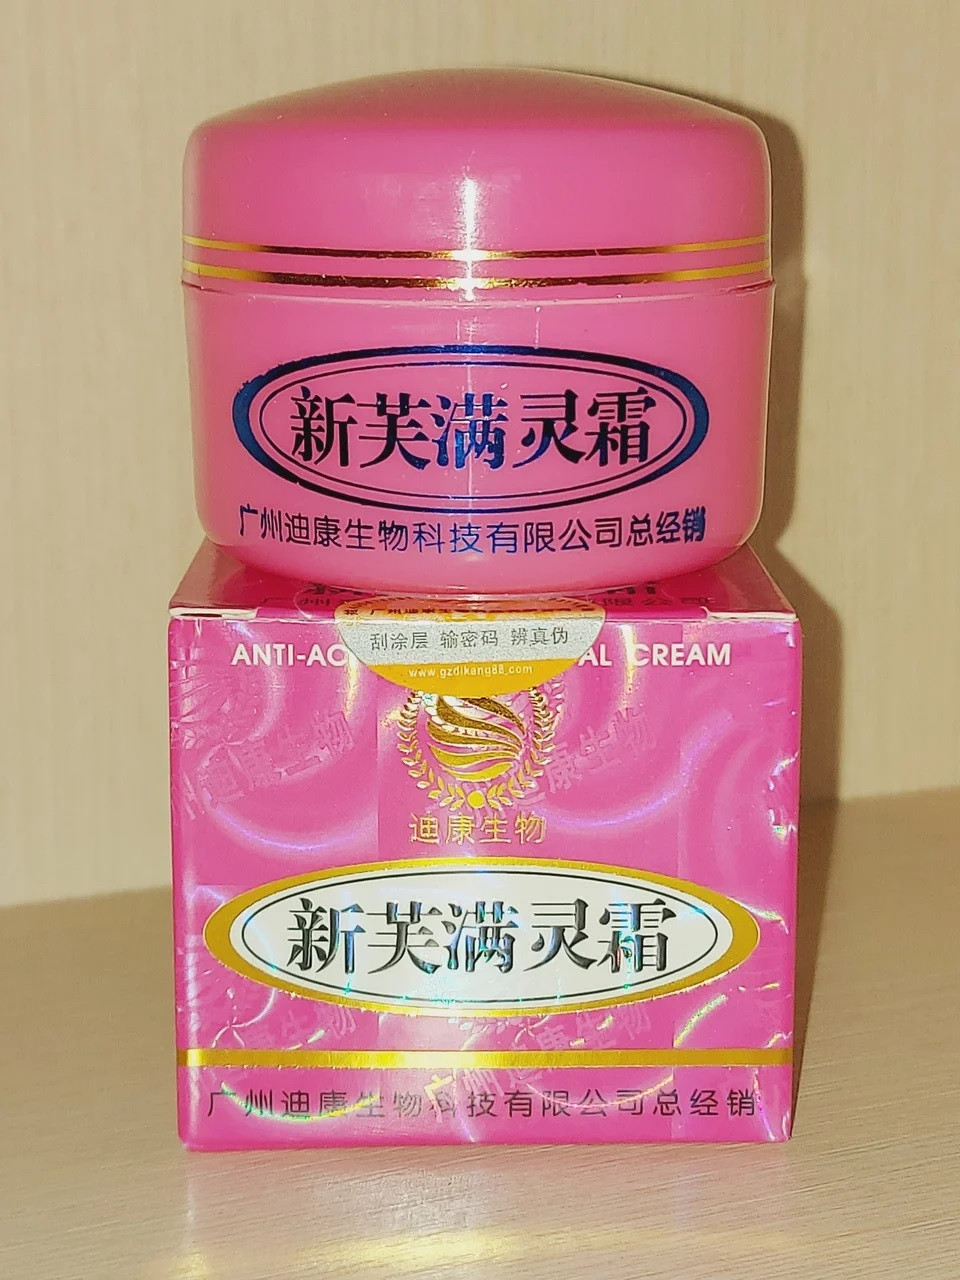 新芙满灵霜
广州迪康生物科技有限公司总经销
刮涂层 输密码 辨真伪
www.gzdikang88.com
ANTI-AC AL CREAM
迪康生物
新芙满灵霜
广州迪康生物科技有限公司总经销